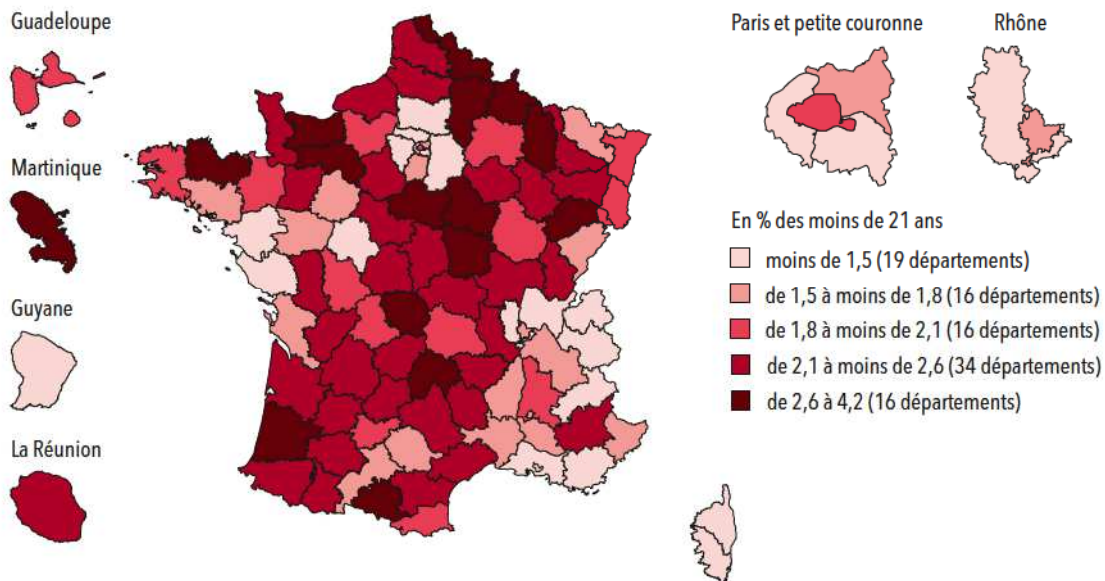 Guadeloupe
Martinique
Guyane
La Réunion
Paris et petite couronne
Rhône
En % des moins de 21 ans
moins de 1,5 (19 départements)
de 1,5 à moins de 1,8 (16 départements)
de 1,8 à moins de 2,1 (16 départements)
de 2,1 à moins de 2,6 (34 départements)
de 2,6 à 4,2 (16 départements)